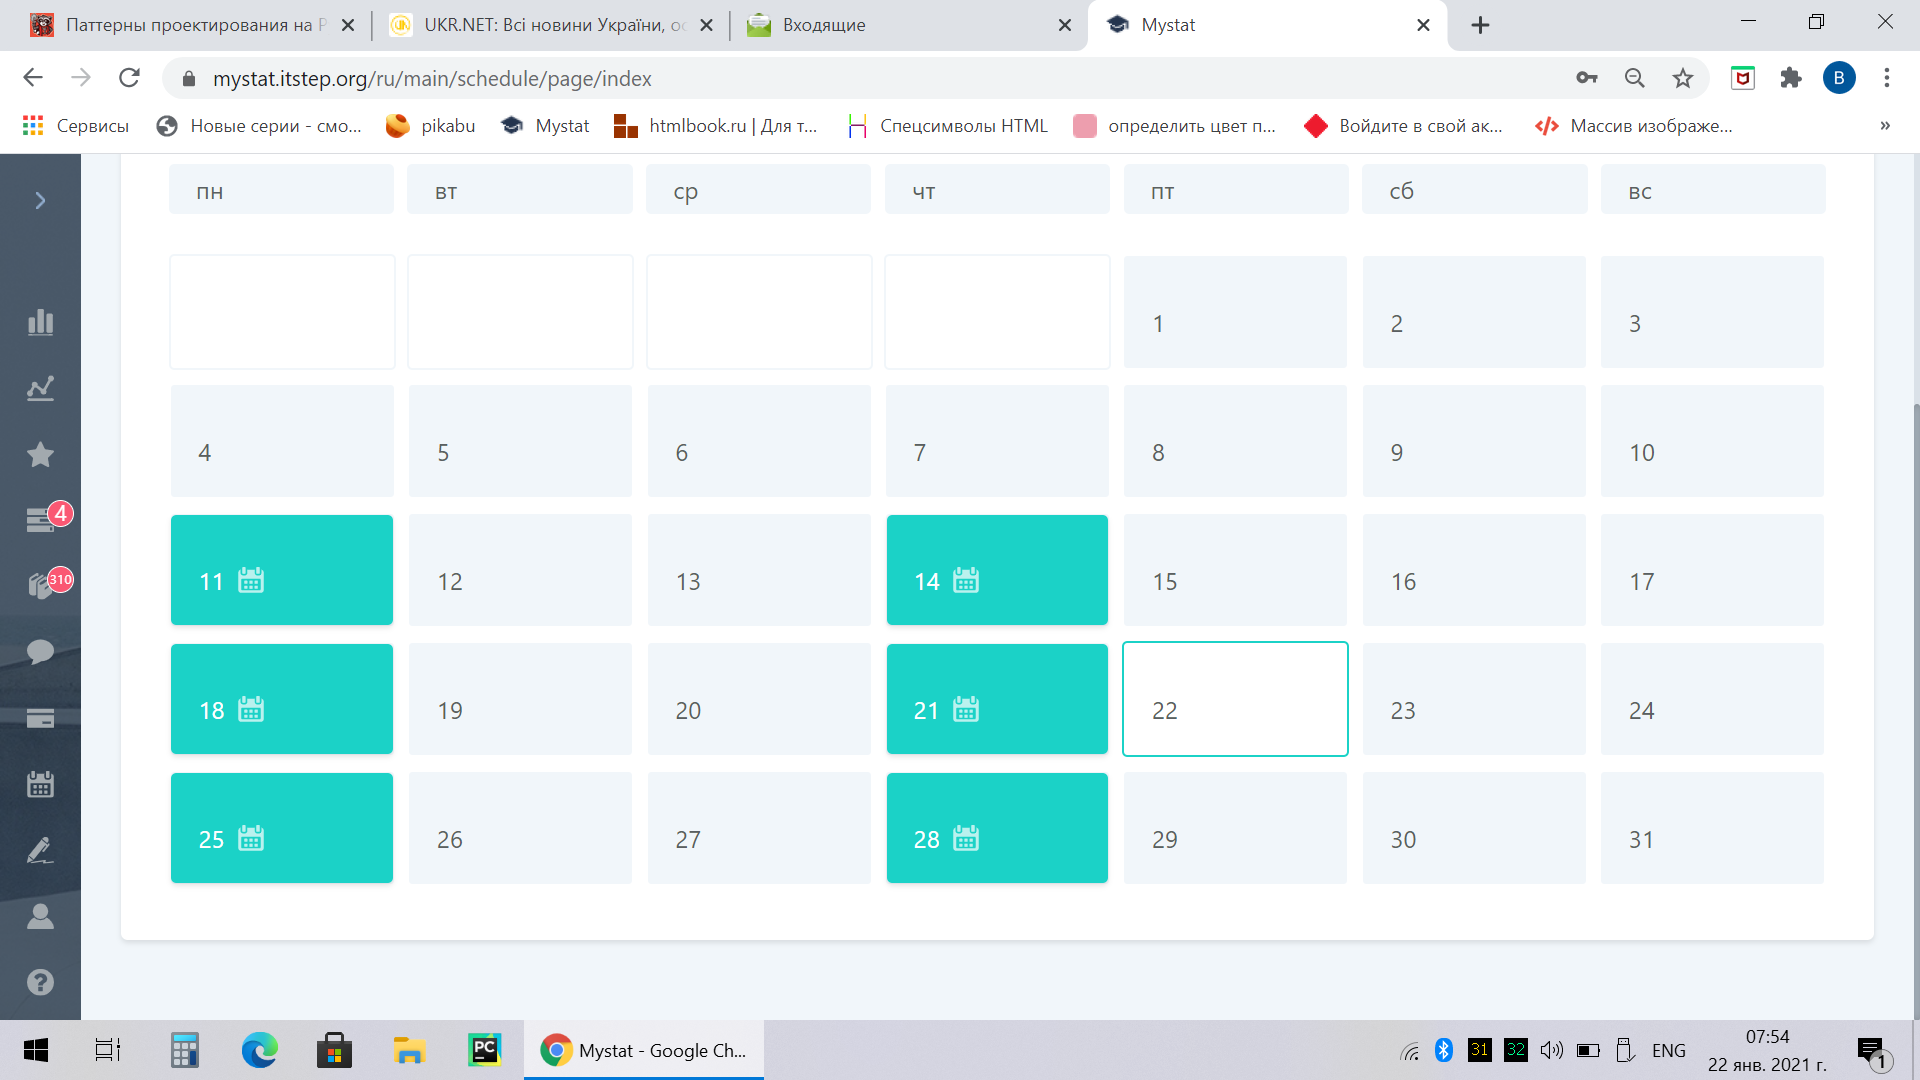 Паттерны проектирования на P
UKR.NET: Всі новини України, ос
Входящие
Mystat
mystat.itstep.org/ru/main/schedule/page/index
B
Сервисы
Новые серии - смо...
pikabu
Mystat
htmlbook.ru | Для т...
Спецсимволы HTML
определить цвет п...
Войдите в свой ак...
Массив изображе...
»
пн вт ср чт пт сб вс
1 2 3
4 5 6 7 8 9 10
11 12 13 14 15 16 17
18 19 20 21 22 23 24
25 26 27 28 29 30 31
4
310
PC
Mystat - Google Ch...
31
32
ENG
07:54
22 янв. 2021 г.
1